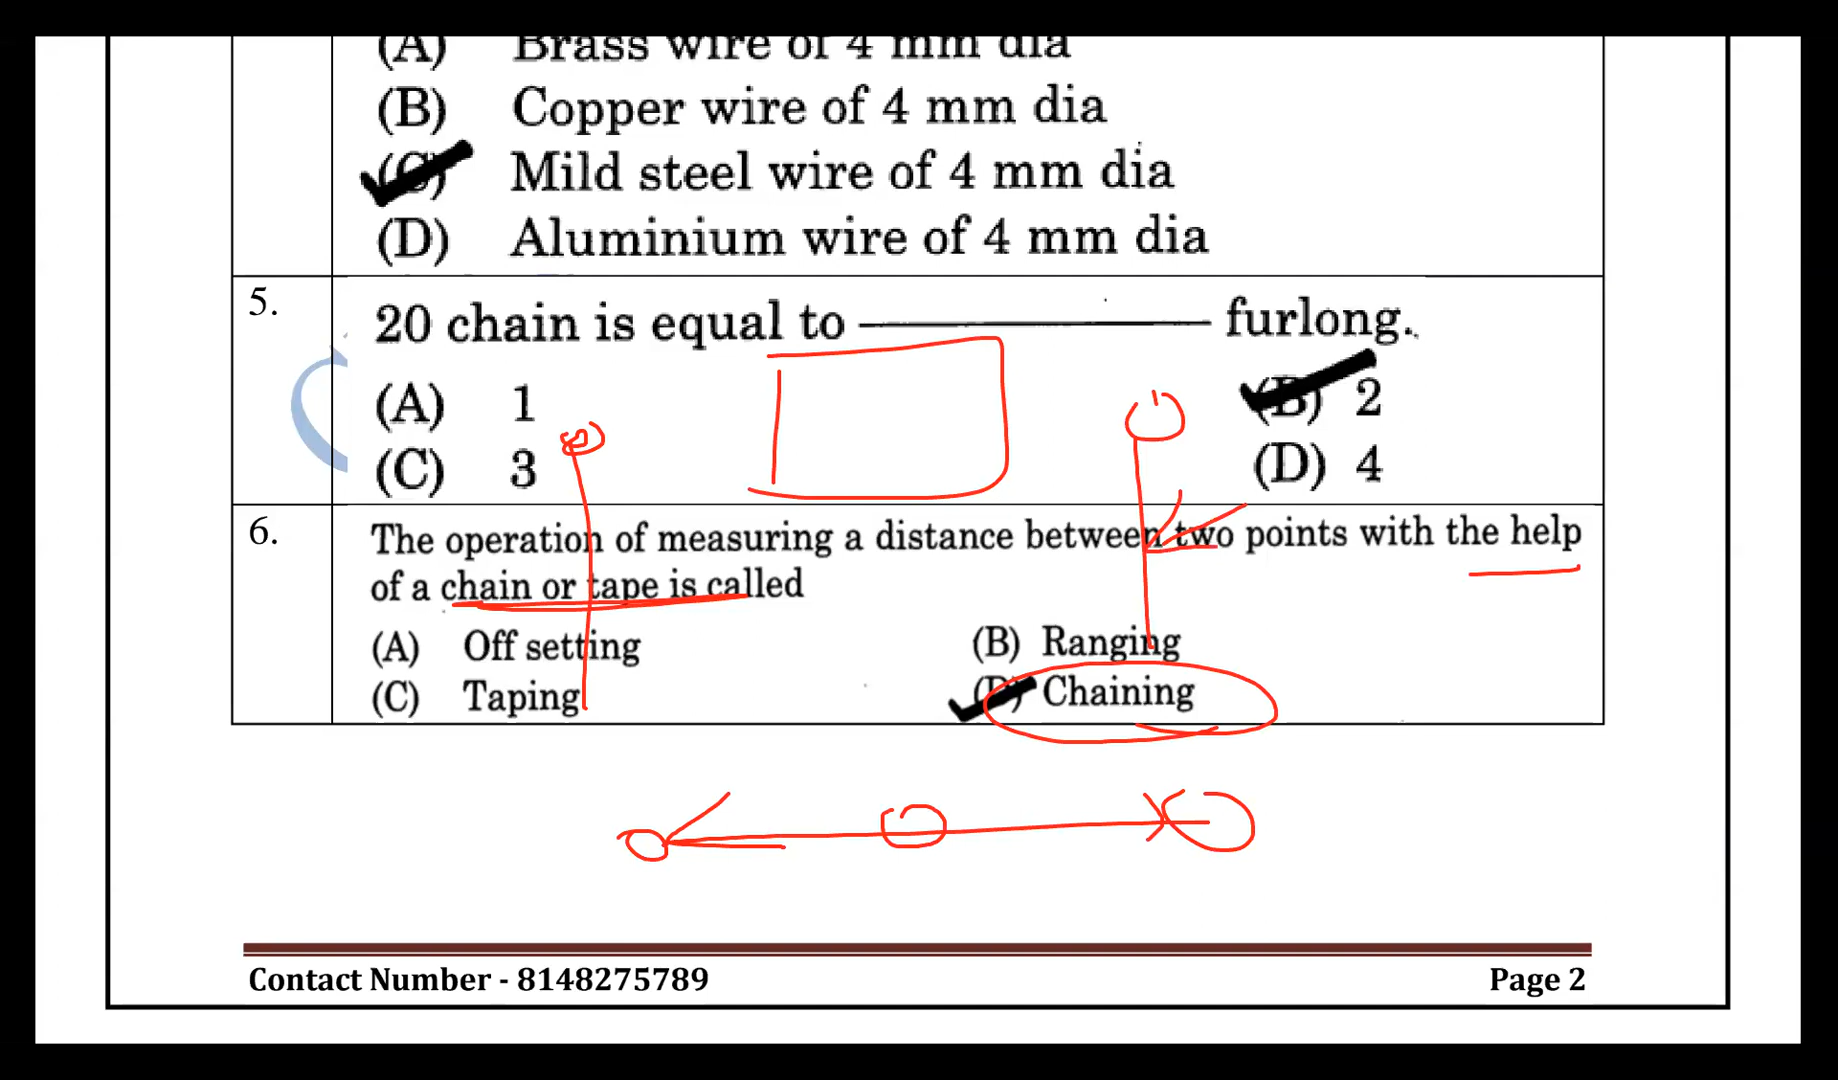 (A) Brass wire of 4 mm dia
(B) Copper wire of 4 mm dia
(C) Mild steel wire of 4 mm dia
(D) Aluminium wire of 4 mm dia
5. 20 chain is equal to ———— furlong.
(A) 1 (B) 2
(C) 3 (D) 4
6. The operation of measuring a distance between two points with the help
of a chain or tape is called
(A) Off setting (B) Ranging
(C) Taping (D) Chaining
Contact Number - 8148275789 Page 2